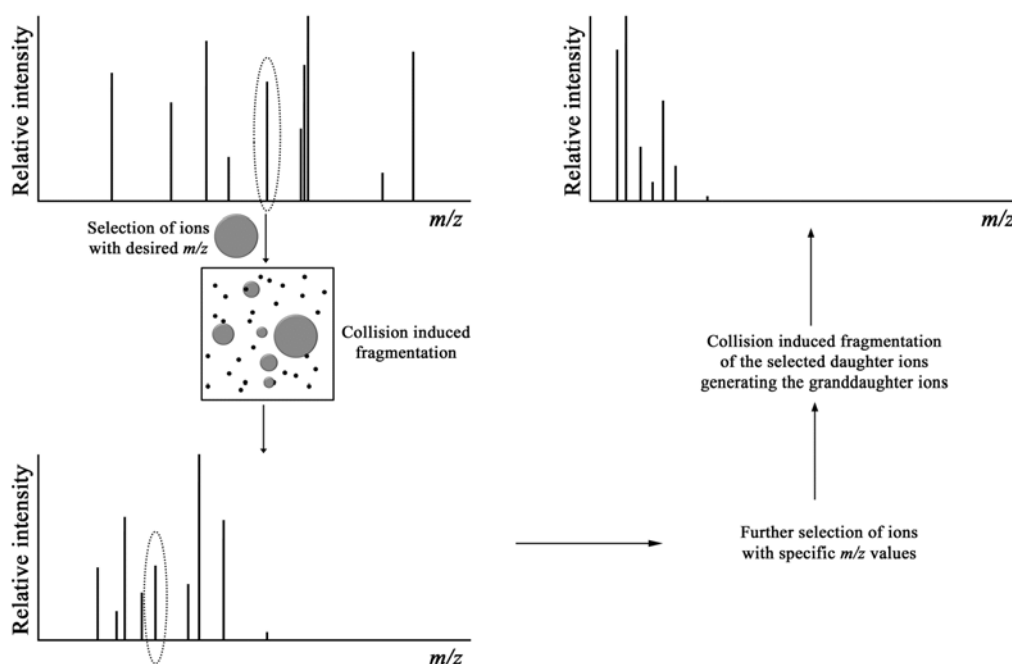 Relative intensity
m/z
Selection of ions
with desired m/z
Collision induced
fragmentation
Relative intensity
m/z
Further selection of ions
with specific m/z values
Collision induced fragmentation
of the selected daughter ions
generating the granddaughter ions
Relative intensity
m/z